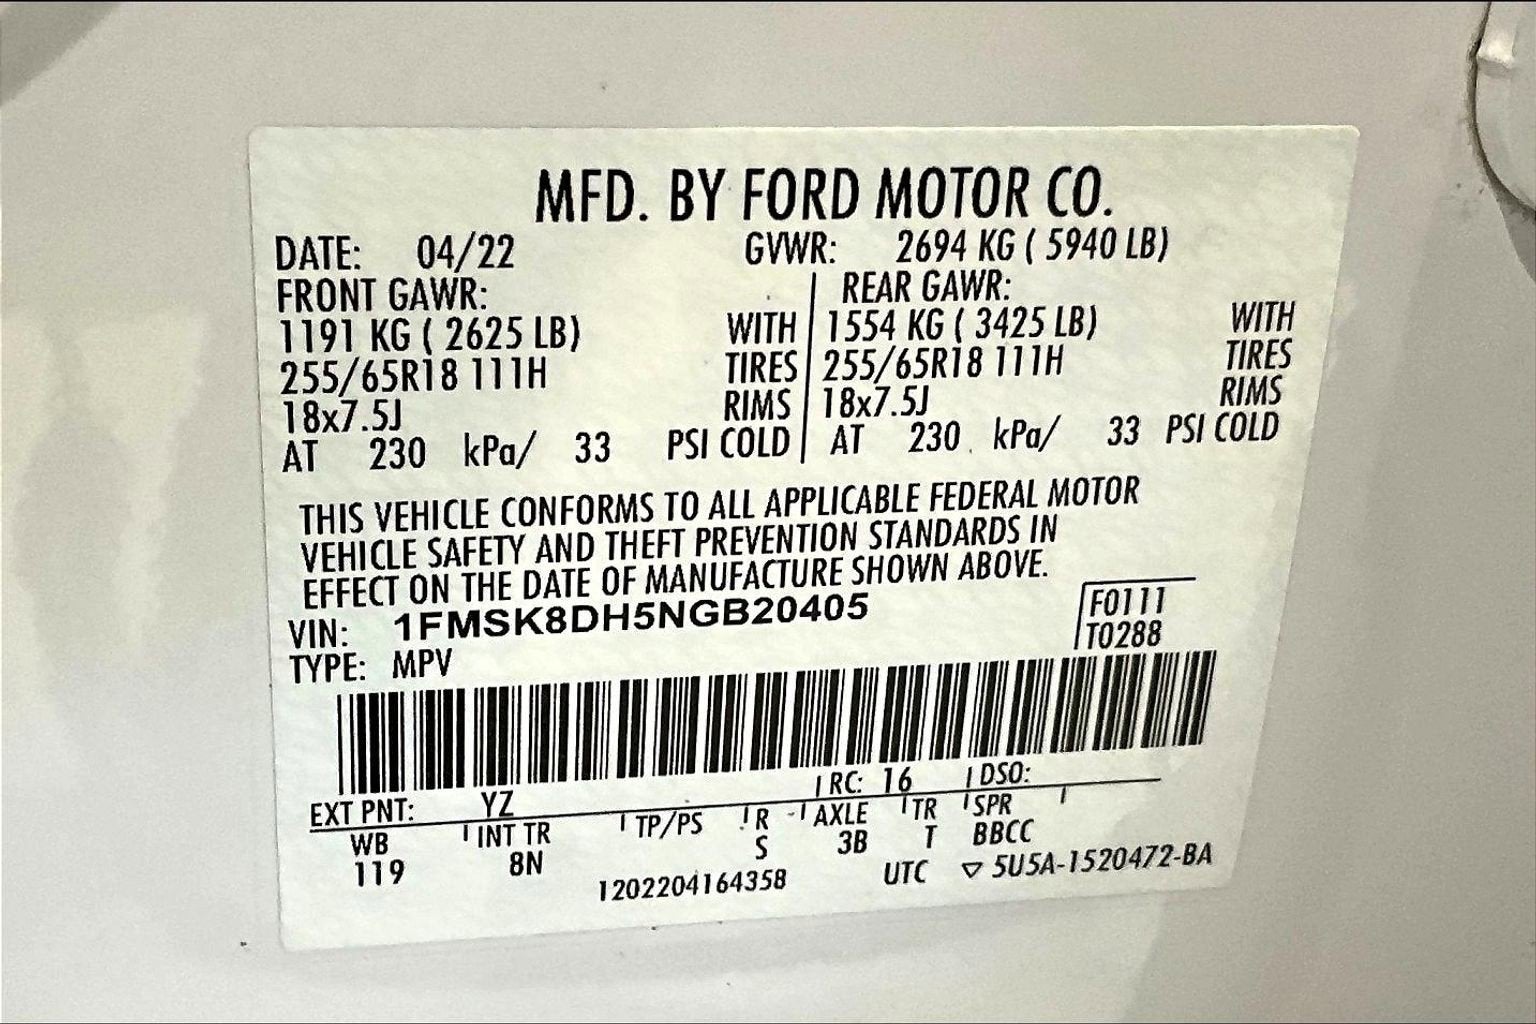 MFD. BY FORD MOTOR CO.
DATE: 04/22 GVWR: 2694 KG ( 5940 LB)
FRONT GAWR: REAR GAWR:
1191 KG ( 2625 LB) WITH 1554 KG ( 3425 LB) WITH
255/65R18 111H TIRES 255/65R18 111H TIRES
18x7.5J RIMS 18x7.5J RIMS
AT 230 kPa/ 33 PSI COLD AT 230 kPa/ 33 PSI COLD
THIS VEHICLE CONFORMS TO ALL APPLICABLE FEDERAL MOTOR
VEHICLE SAFETY AND THEFT PREVENTION STANDARDS IN
EFFECT ON THE DATE OF MANUFACTURE SHOWN ABOVE.
VIN: 1FMSK8DH5NGB20405 F0111
TYPE: MPV T0288
EXT PNT: YZ RC: 16 DSO:
WB INT TR TP/PS R AXLE TR SPR
119 8N S 3B T BBCC
1202204164358 UTC ▽ 5U5A-1520472-BA